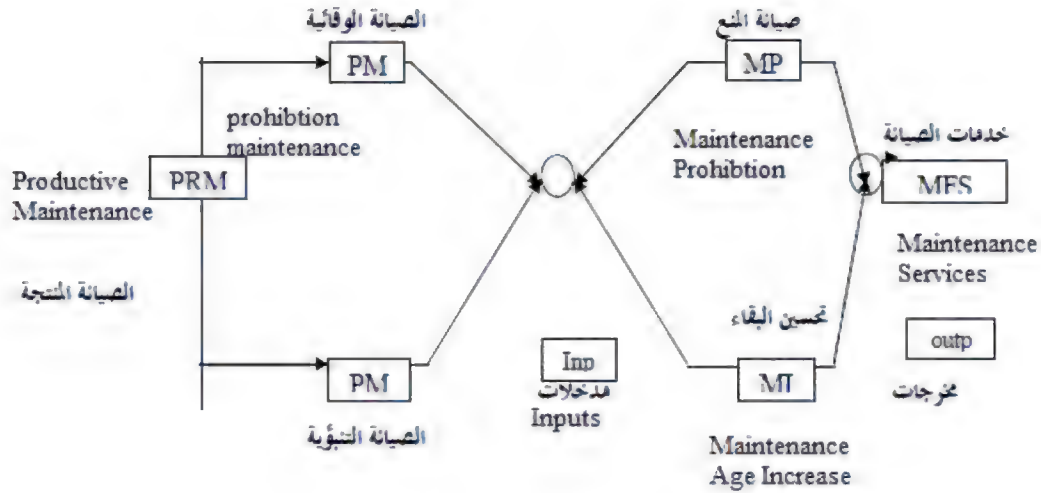 الصيانة الوقائية
PM
prohibtion
maintenance
Productive
Maintenance
PRM
الصيانة المنتجة
PM
الصيانة التنبؤية
صيانة المنع
MP
Maintenance
Prohibtion
خدمات الصيانة
MFS
Maintenance
Services
تحسين البقاء
MI
Maintenance
Age Increase
Inp
مدخلات
Inputs
outp
مخرجات